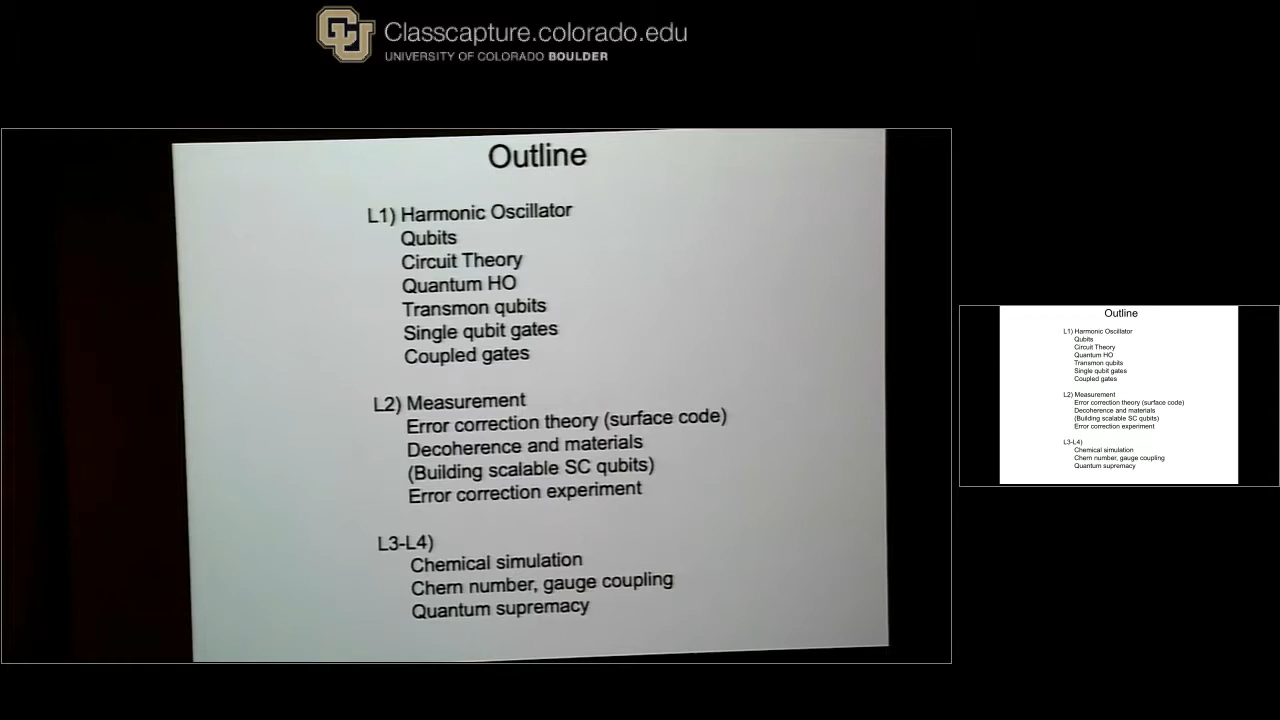 Classcapture.colorado.edu
UNIVERSITY OF COLORADO BOULDER
Outline
L1) Harmonic Oscillator
Qubits
Circuit Theory
Quantum HO
Transmon qubits
Single qubit gates
Coupled gates
L2) Measurement
Error correction theory (surface code)
Decoherence and materials
(Building scalable SC qubits)
Error correction experiment
L3-L4)
Chemical simulation
Chern number, gauge coupling
Quantum supremacy
Outline
L1) Harmonic Oscillator
Qubits
Circuit Theory
Quantum HO
Transmon qubits
Single qubit gates
Coupled gates
L2) Measurement
Error correction theory (surface code)
Decoherence and materials
(Building scalable SC qubits)
Error correction experiment
L3-L4)
Chemical simulation
Chern number, gauge coupling
Quantum supremacy